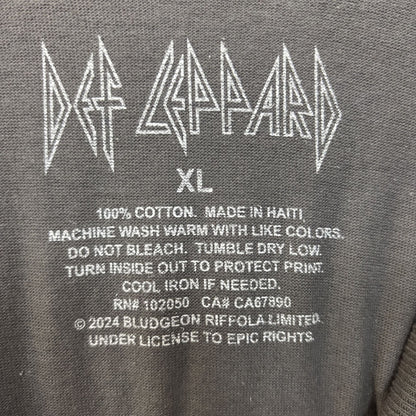 DEF LEPPARD
XL
100% COTTON. MADE IN HAITI.
MACHINE WASH WARM WITH LIKE COLORS.
DO NOT BLEACH. TUMBLE DRY LOW.
TURN INSIDE OUT TO PROTECT PRINT.
COOL IRON IF NEEDED.
RN# 102050 CA# CA67890
© 2024 BLUDGEON RIFFOLA LIMITED.
UNDER LICENSE TO EPIC RIGHTS.